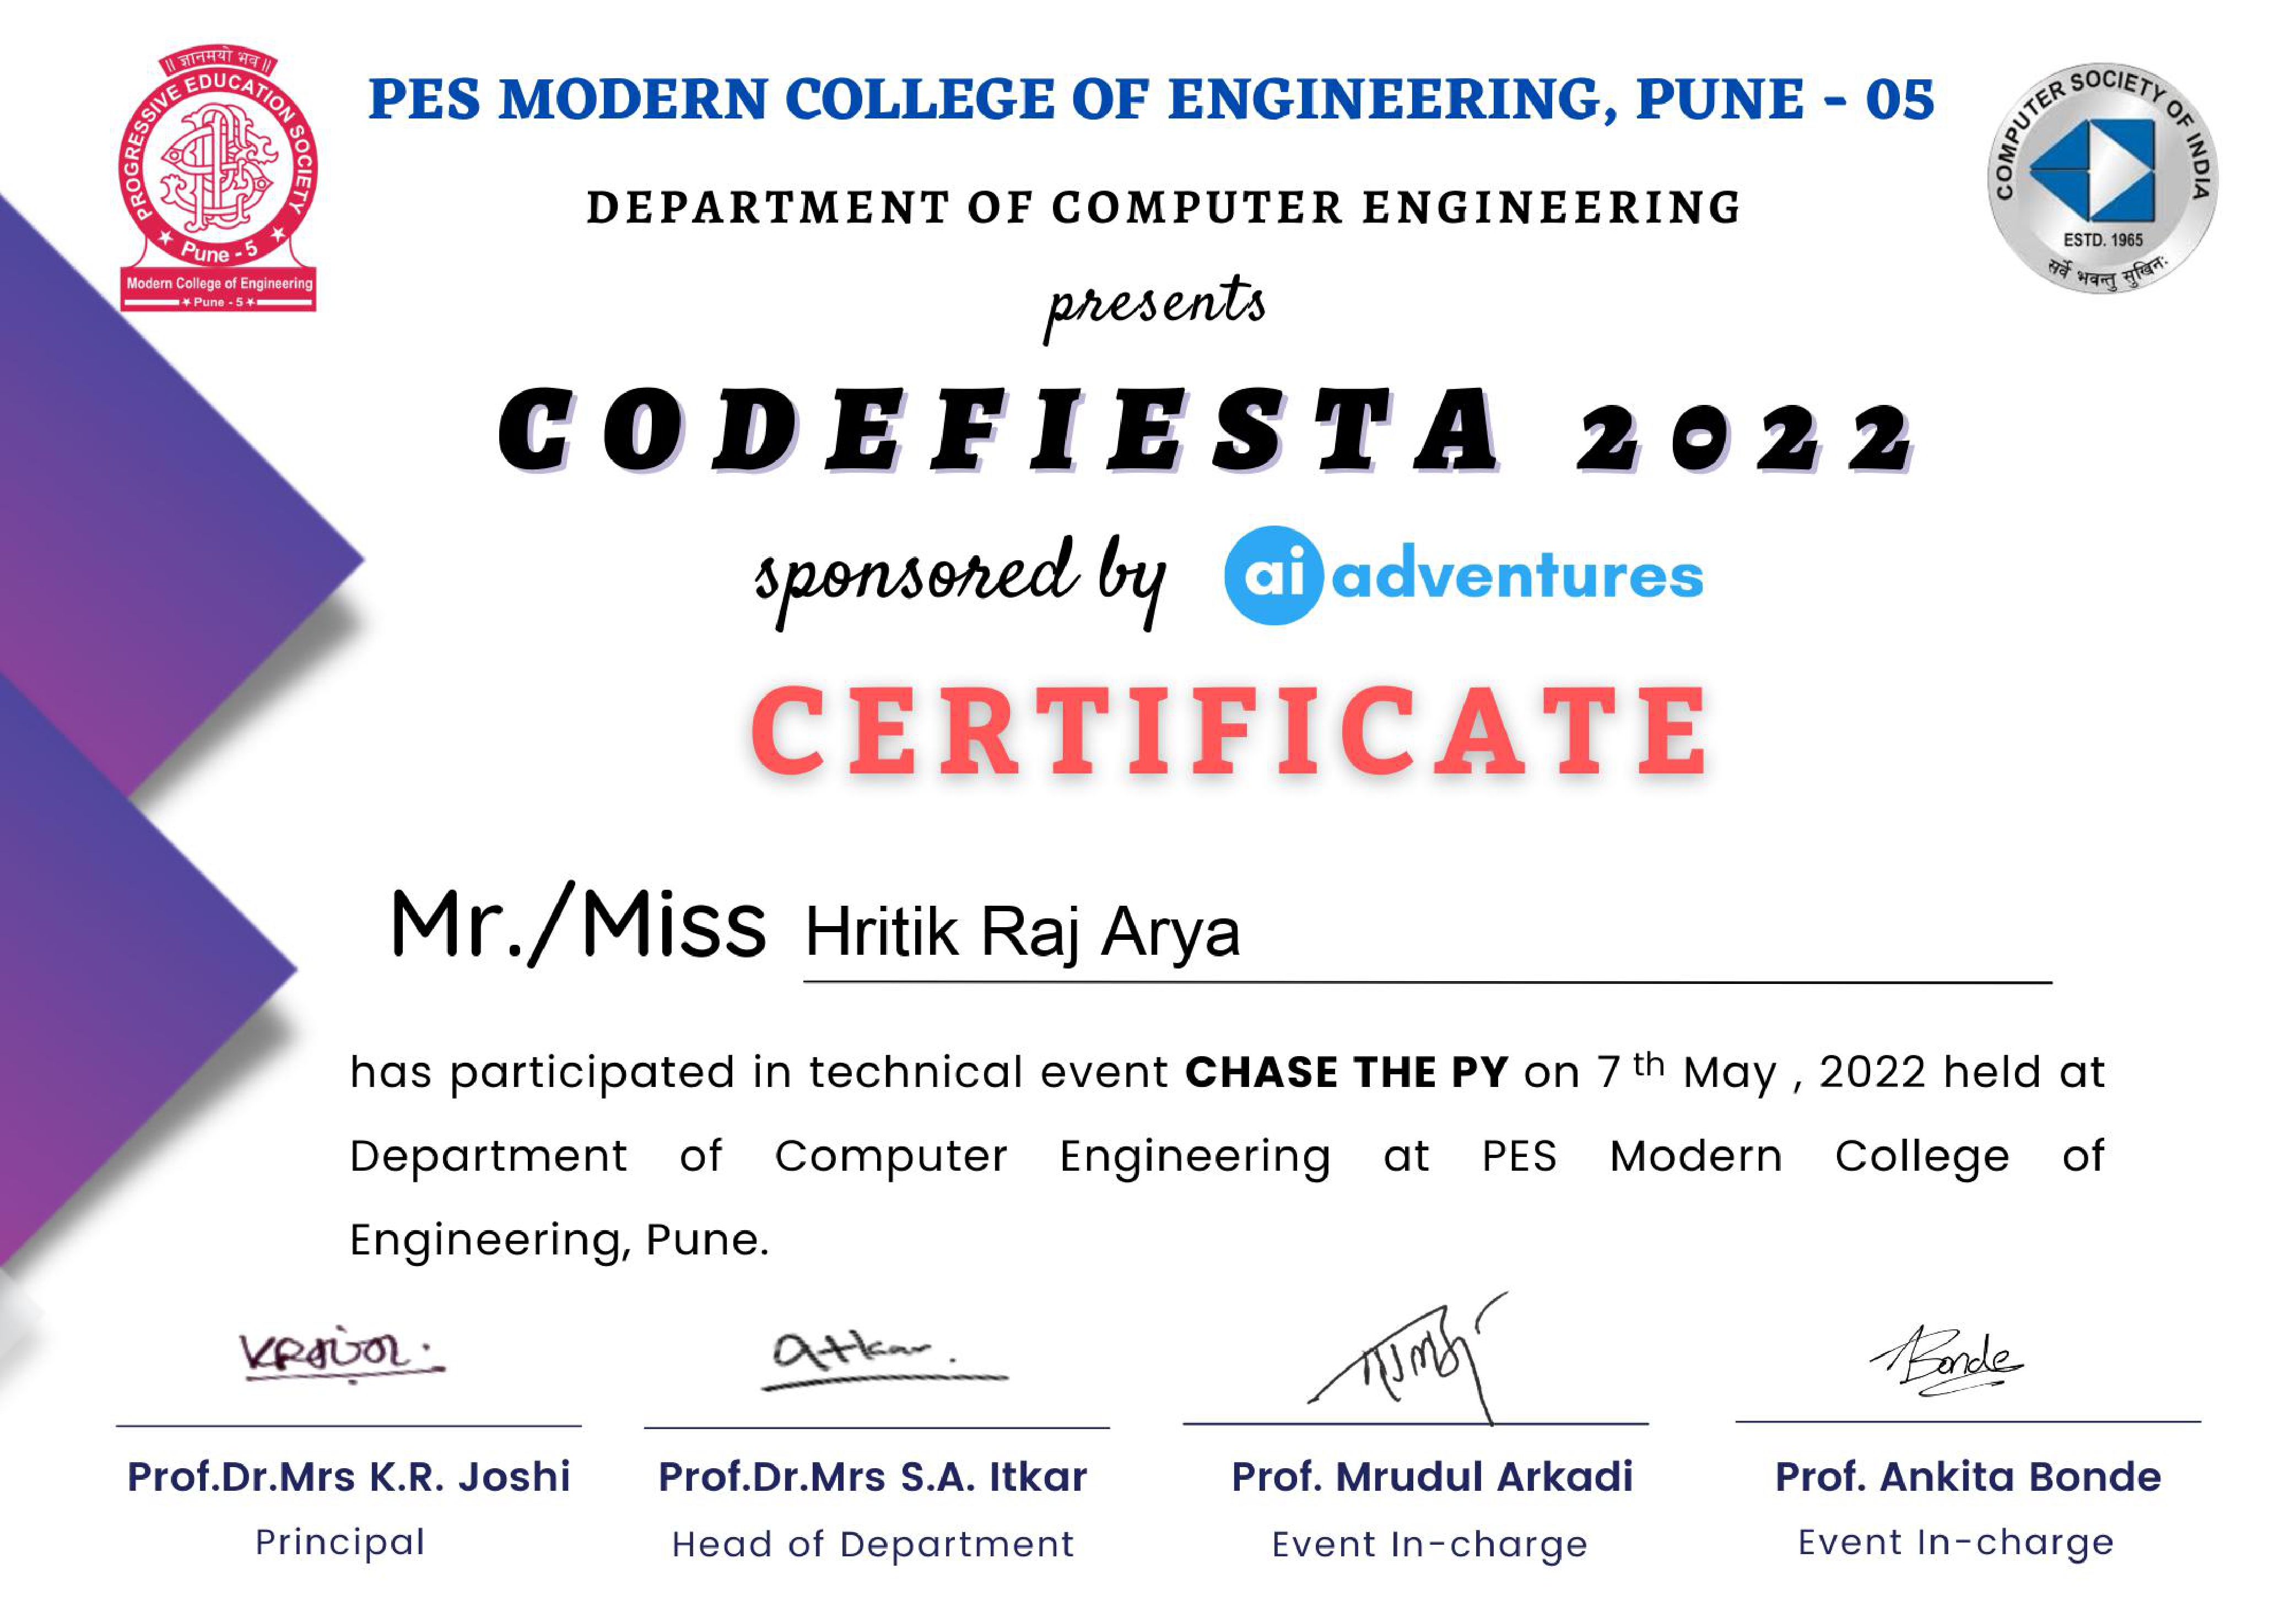 ॥ ज्ञानमयो भव ॥
PROGRESSIVE EDUCATION SOCIETY
Pune - 5
Modern College of Engineering
Pune - 5
PES MODERN COLLEGE OF ENGINEERING, PUNE - 05
COMPUTER SOCIETY OF INDIA
ESTD. 1965
सर्वे भवन्तु सुखिनः
DEPARTMENT OF COMPUTER ENGINEERING
presents
CODEFIESTA 2022
sponsored by ai adventures
CERTIFICATE
Mr./Miss Hritik Raj Arya
has participated in technical event CHASE THE PY on 7 th May , 2022 held at
Department of Computer Engineering at PES Modern College of
Engineering, Pune.
Bonde
Prof.Dr.Mrs K.R. Joshi Prof.Dr.Mrs S.A. Itkar Prof. Mrudul Arkadi Prof. Ankita Bonde
Principal Head of Department Event In-charge Event In-charge